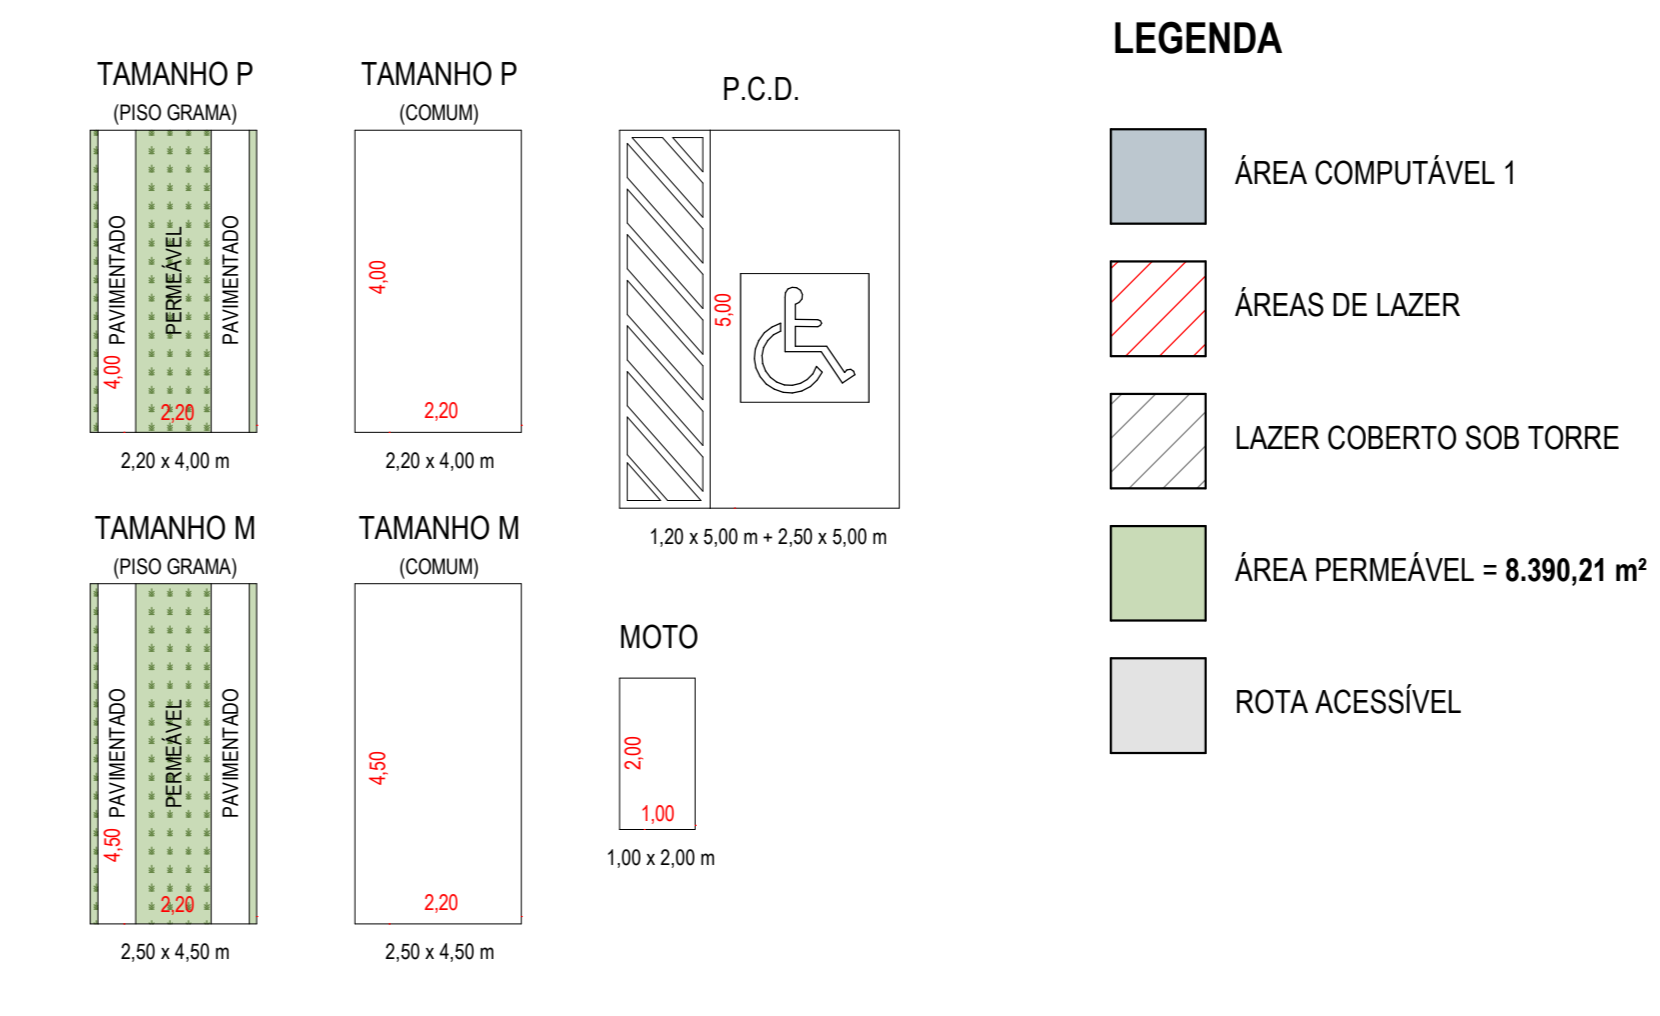 TAMANHO P
(PISO GRAMA)
PAVIMENTADO
PERMEÁVEL
PAVIMENTADO
4,00
2,20
2,20 x 4,00 m
TAMANHO P
(COMUM)
4,00
2,20
2,20 x 4,00 m
P.C.D.
5,00
1,20 x 5,00 m + 2,50 x 5,00 m
TAMANHO M
(PISO GRAMA)
PAVIMENTADO
PERMEÁVEL
PAVIMENTADO
4,50
2,20
2,50 x 4,50 m
TAMANHO M
(COMUM)
4,50
2,20
2,50 x 4,50 m
MOTO
2,00
1,00
1,00 x 2,00 m
LEGENDA
ÁREA COMPUTÁVEL 1
ÁREAS DE LAZER
LAZER COBERTO SOB TORRE
ÁREA PERMEÁVEL = 8.390,21 m²
ROTA ACESSÍVEL